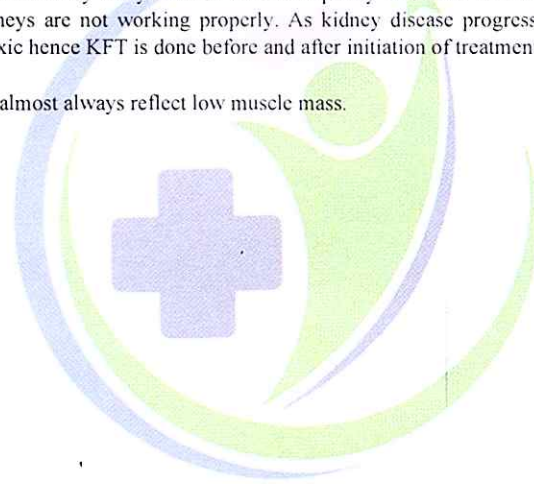 neys are not working properly. As kidney disease progress
xic hence KFT is done before and after initiation of treatmen
almost always reflect low muscle mass.